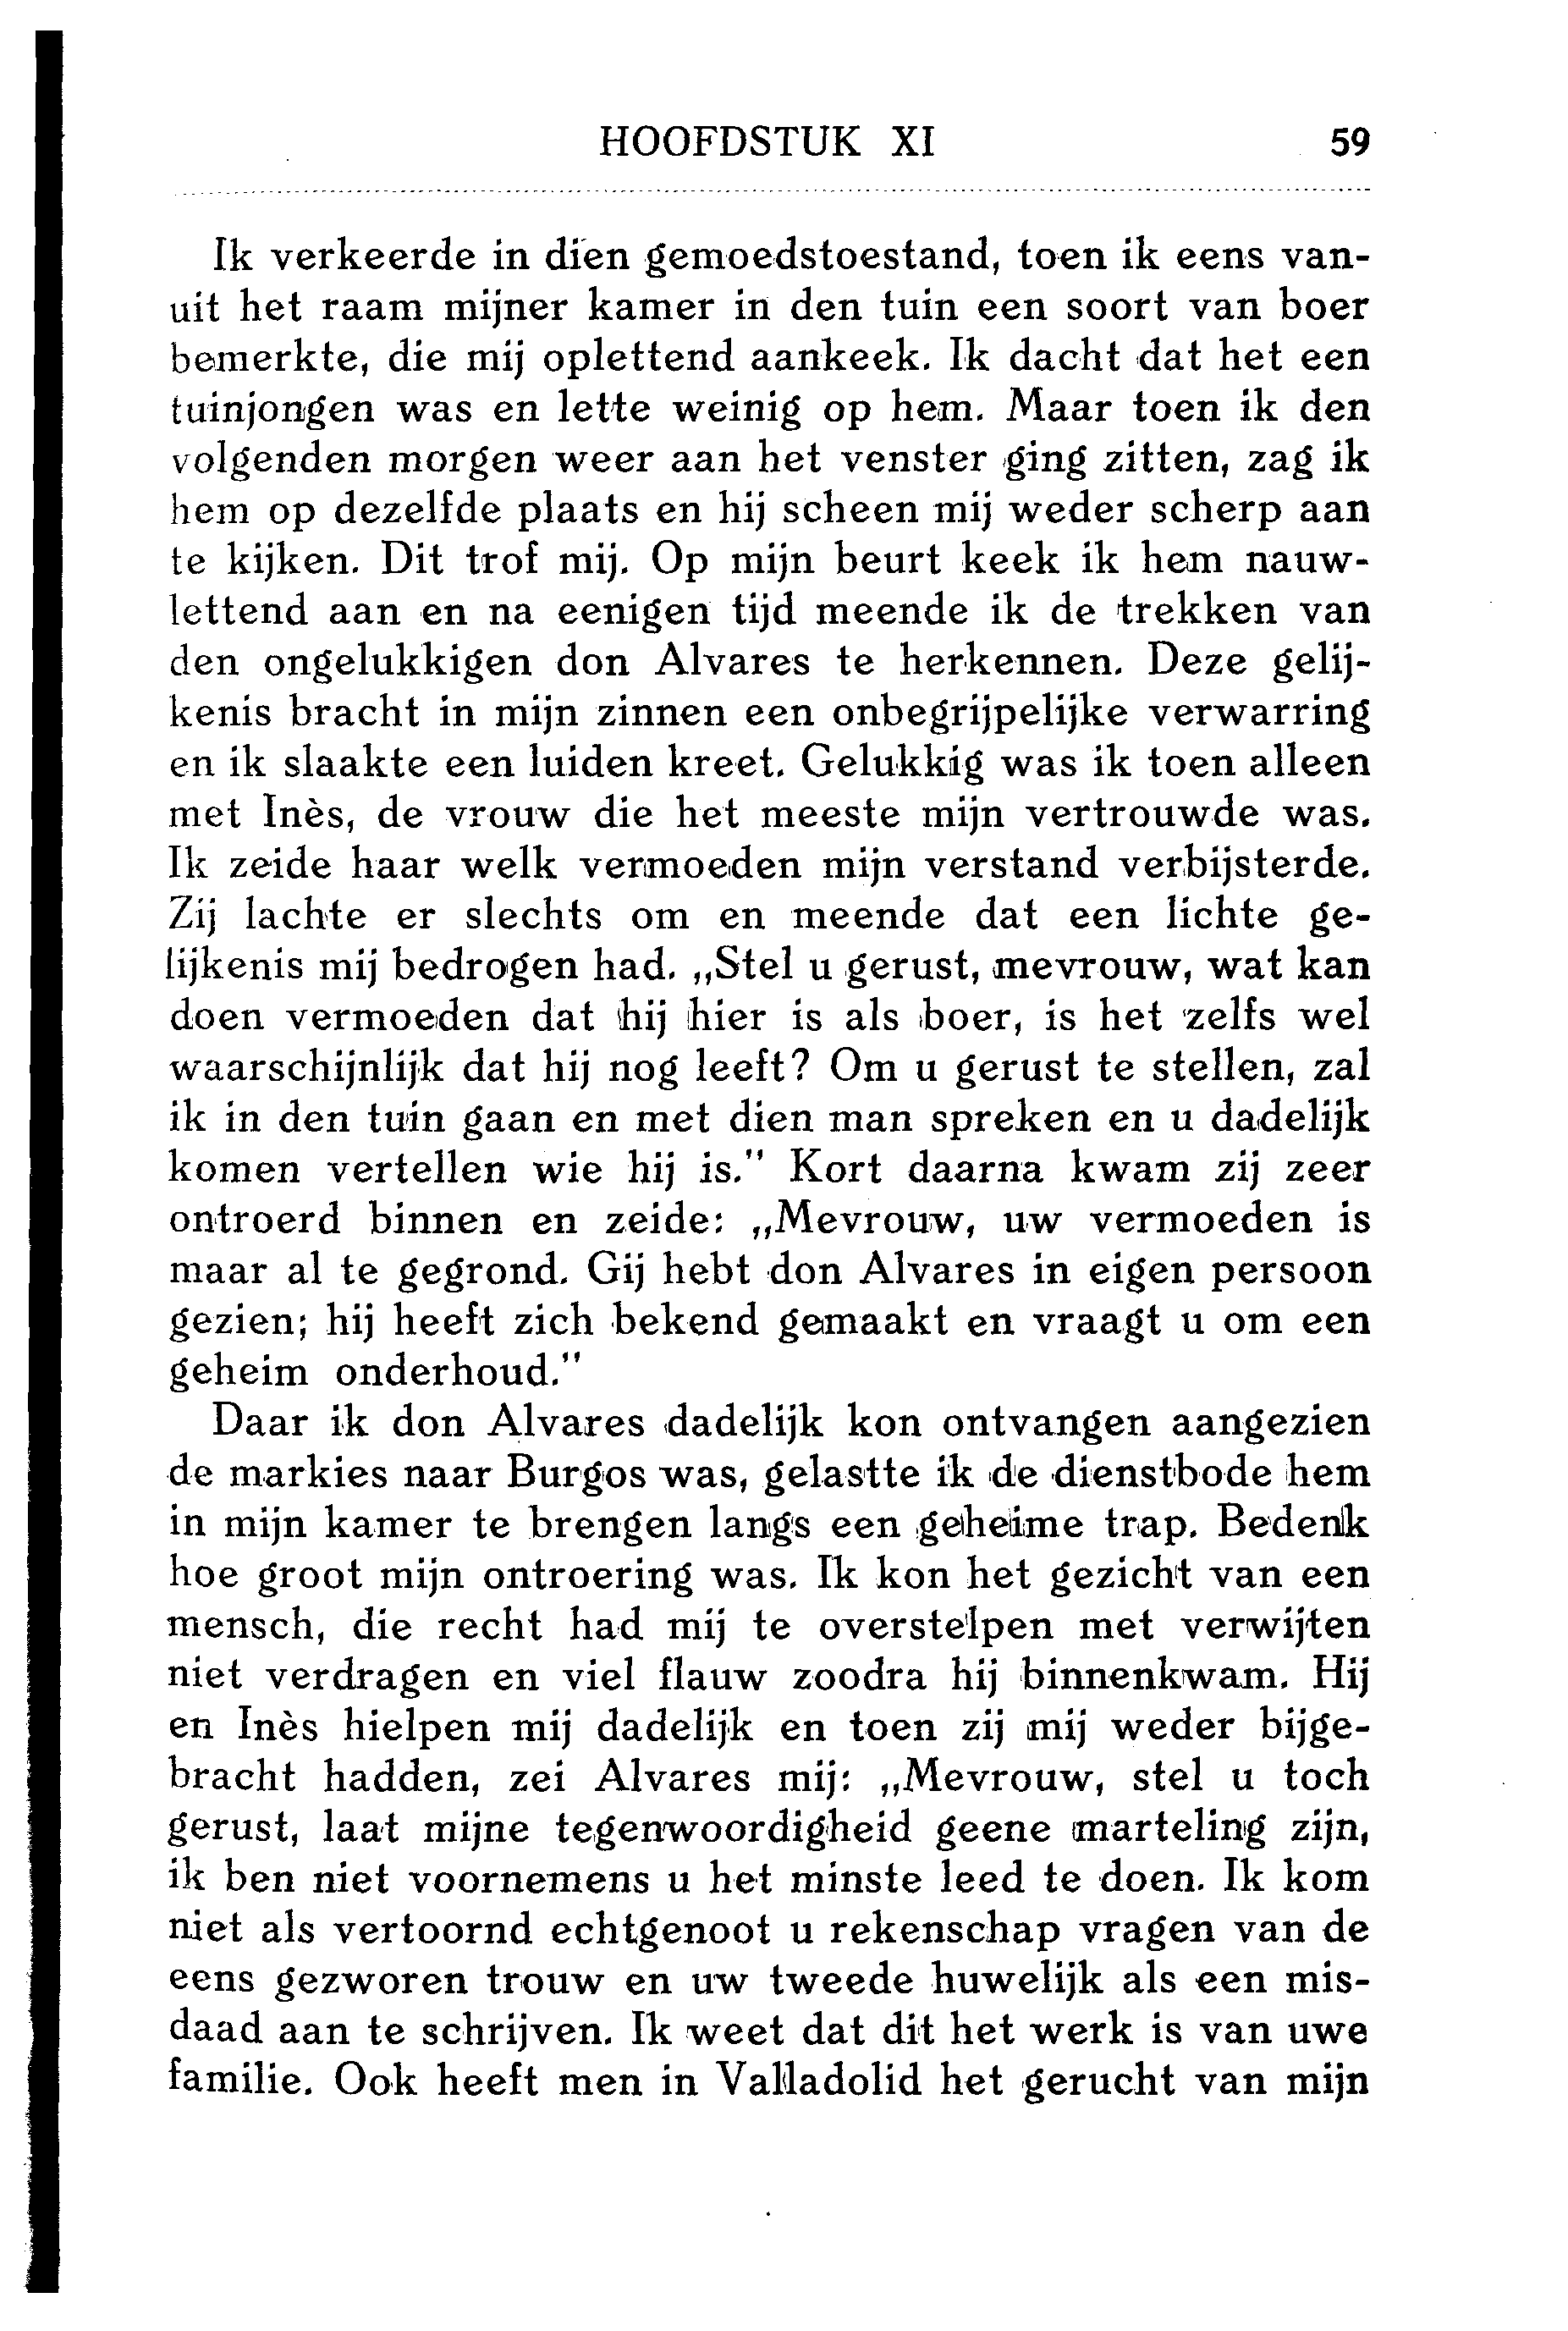 HOOFDSTUK XI 59
Ik verkeerde in dien gemoedstoestand, toen ik eens van-
uit het raam mijner kamer in den tuin een soort van boer
bemerkte, die mij oplettend aankeek. Ik dacht dat het een
tuinjongen was en lette weinig op hem. Maar toen ik den
volgenden morgen weer aan het venster ging zitten, zag ik
hem op dezelfde plaats en hij scheen mij weder scherp aan
te kijken. Dit trof mij. Op mijn beurt keek ik hem nauw-
lettend aan en na eenigen tijd meende ik de trekken van
den ongelukkigen don Alvares te herkennen. Deze gelij-
kenis bracht in mijn zinnen een onbegrijpelijke verwarring
en ik slaakte een luiden kreet. Gelukkig was ik toen alleen
met Inès, de vrouw die het meeste mijn vertrouwde was.
Ik zeide haar welk vermoeden mijn verstand verbijsterde.
Zij lachte er slechts om en meende dat een lichte ge-
lijkenis mij bedrogen had. „Stel u gerust, mevrouw, wat kan
doen vermoeden dat hij hier is als boer, is het zelfs wel
waarschijnlijk dat hij nog leeft? Om u gerust te stellen, zal
ik in den tuin gaan en met dien man spreken en u dadelijk
komen vertellen wie hij is." Kort daarna kwam zij zeer
ontroerd binnen en zeide: „Mevrouw, uw vermoeden is
maar al te gegrond. Gij hebt don Alvares in eigen persoon
gezien; hij heeft zich bekend gemaakt en vraagt u om een
geheim onderhoud."
Daar ik don Alvares dadelijk kon ontvangen aangezien
de markies naar Burgos was, gelastte ik de dienstbode hem
in mijn kamer te brengen langs een geheime trap. Bedenk
hoe groot mijn ontroering was. Ik kon het gezicht van een
mensch, die recht had mij te overstelpen met verwijten
niet verdragen en viel flauw zoodra hij binnenkwam. Hij
en Inès hielpen mij dadelijk en toen zij mij weder bijge-
bracht hadden, zei Alvares mij: „Mevrouw, stel u toch
gerust, laat mijne tegenwoordigheid geene marteling zijn,
ik ben niet voornemens u het minste leed te doen. Ik kom
niet als vertoornd echtgenoot u rekenschap vragen van de
eens gezworen trouw en uw tweede huwelijk als een mis-
daad aan te schrijven. Ik weet dat dit het werk is van uwe
familie. Ook heeft men in Valladolid het gerucht van mijn